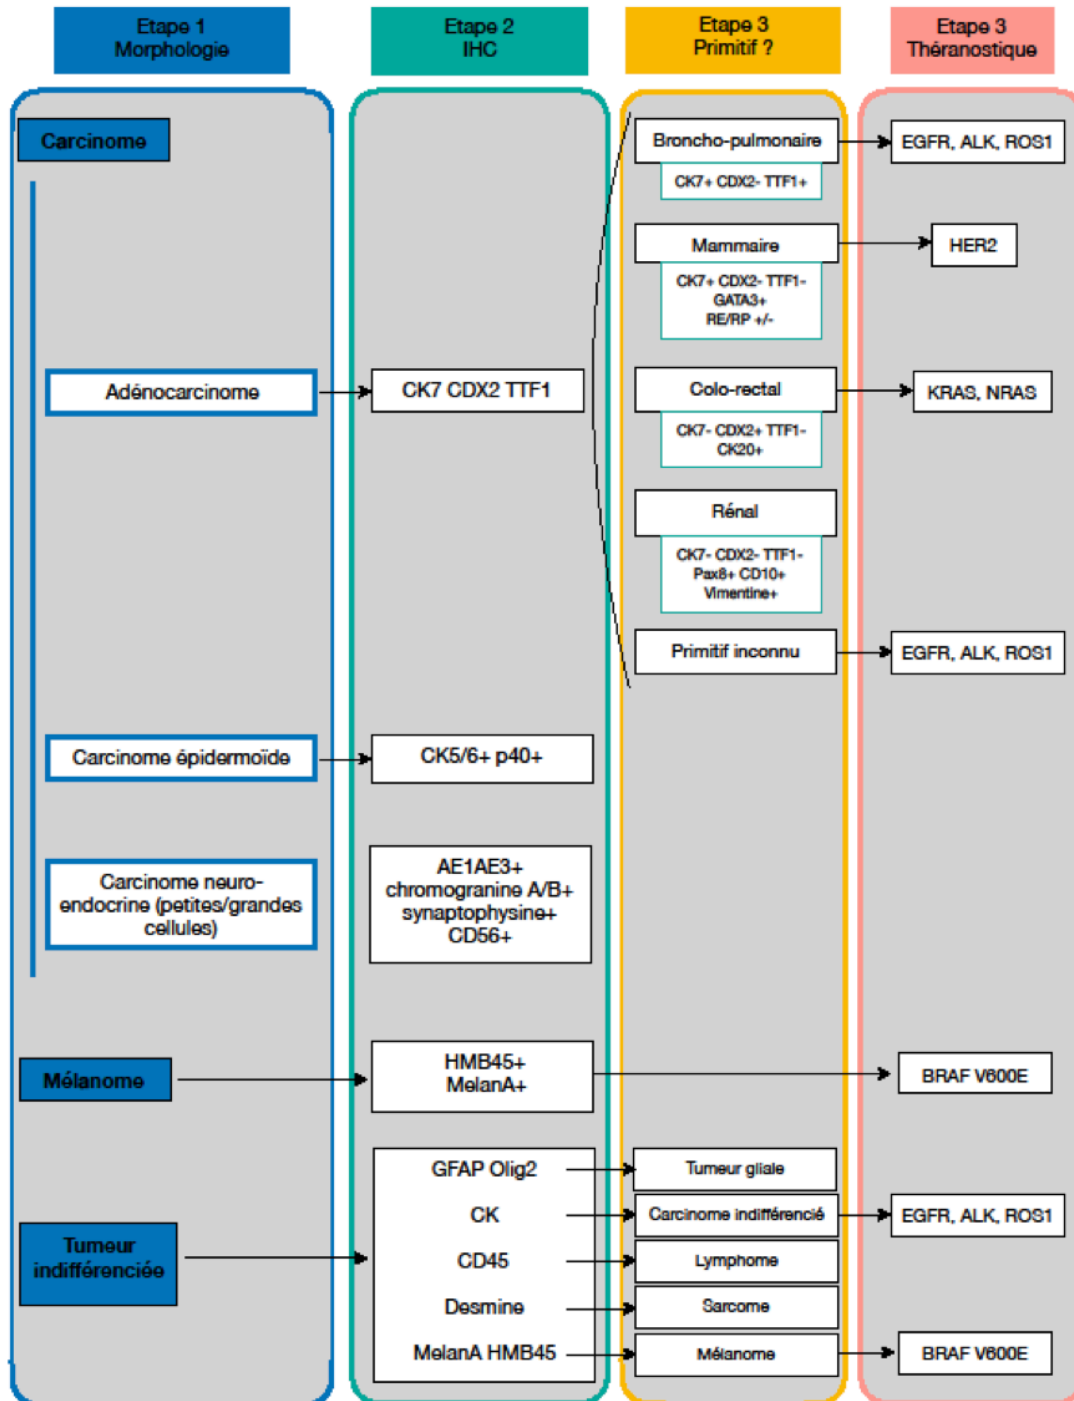 Etape 1
Morphologie
Etape 2
IHC
Etape 3
Primitif ?
Etape 3
Théranostique
Carcinome
Broncho-pulmonaire
EGFR, ALK, ROS1
CK7+ CDX2- TTF1+
Mammaire
HER2
CK7+ CDX2- TTF1-
GATA3+
RE/RP +/-
Adénocarcinome
CK7 CDX2 TTF1
Colo-rectal
KRAS, NRAS
CK7- CDX2+ TTF1-
CK20+
Rénal
CK7- CDX2- TTF1-
Pax8+ CD10+
Vimentine+
Primitif inconnu
EGFR, ALK, ROS1
Carcinome épidermoïde
CK5/6+ p40+
Carcinome neuro-
endocrine (petites/grandes
cellules)
AE1AE3+
chromogranine A/B+
synaptophysine+
CD56+
Mélanome
HMB45+
MelanA+
BRAF V600E
Tumeur
indifférenciée
GFAP Olig2
Tumeur gliale
CK
Carcinome indifférencié
EGFR, ALK, ROS1
CD45
Lymphome
Desmine
Sarcome
MelanA HMB45
Mélanome
BRAF V600E